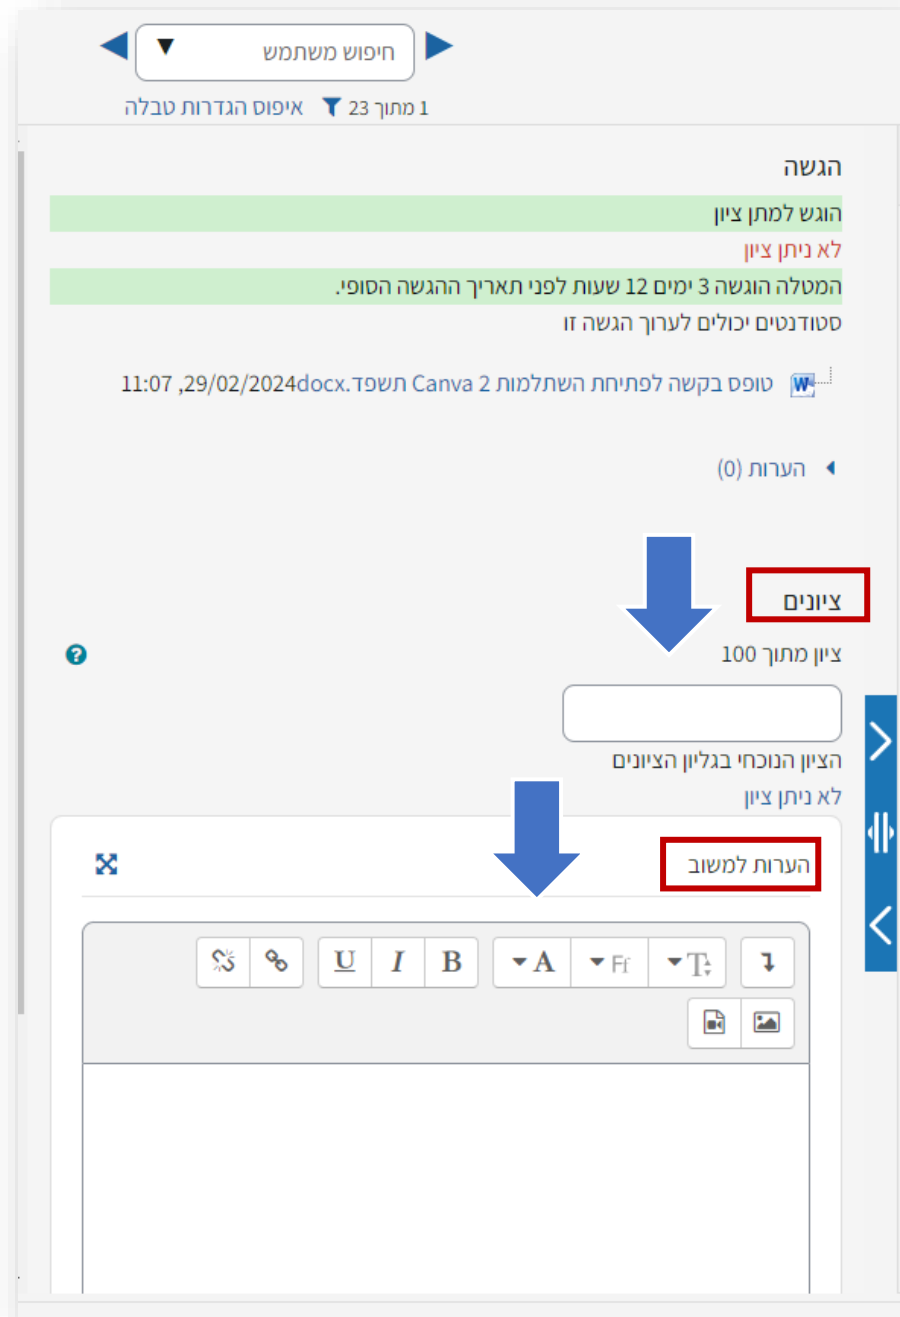 חיפוש משתמש
1 מתוך 23 איפוס הגדרות טבלה
הגשה
הוגש למתן ציון
לא ניתן ציון
המטלה הוגשה 3 ימים 12 שעות לפני תאריך ההגשה הסופי.
סטודנטים יכולים לערוך הגשה זו
טופס בקשה לפתיחת השתלמות Canva 2 תשפד.docx 29/02/2024, 11:07
הערות (0)
ציונים
ציון מתוך 100
הציון הנוכחי בגליון הציונים
לא ניתן ציון
הערות למשוב
T Ff A B I U